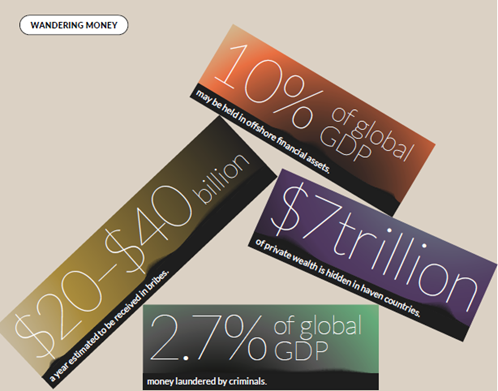 WANDERING MONEY
10% of global
GDP
may be held in offshore financial assets.
$20–$40 billion
a year estimated to be received in bribes.
$7trillion
of private wealth is hidden in haven countries.
2.7% of global
GDP
money laundered by criminals.